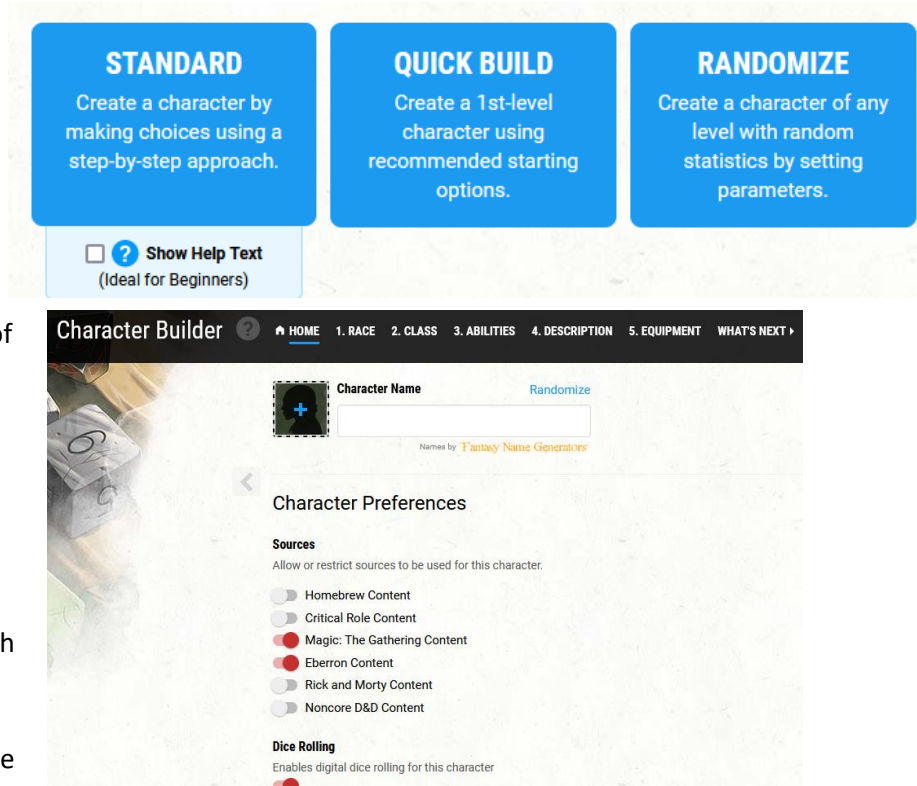 STANDARD
Create a character by
making choices using a
step-by-step approach.
QUICK BUILD
Create a 1st-level
character using
recommended starting
options.
RANDOMIZE
Create a character of any
level with random
statistics by setting
parameters.
? Show Help Text
(Ideal for Beginners)
Character Builder ? HOME 1. RACE 2. CLASS 3. ABILITIES 4. DESCRIPTION 5. EQUIPMENT WHAT'S NEXT
Character Name Randomize
Names by Fantasy Name Generators
Character Preferences
Sources
Allow or restrict sources to be used for this character.
Homebrew Content
Critical Role Content
Magic: The Gathering Content
Eberron Content
Rick and Morty Content
Noncore D&D Content
Dice Rolling
Enables digital dice rolling for this character